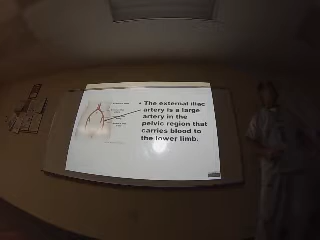 • The external iliac
artery is a large
artery in the
pelvic region that
carries blood to
the lower limb.